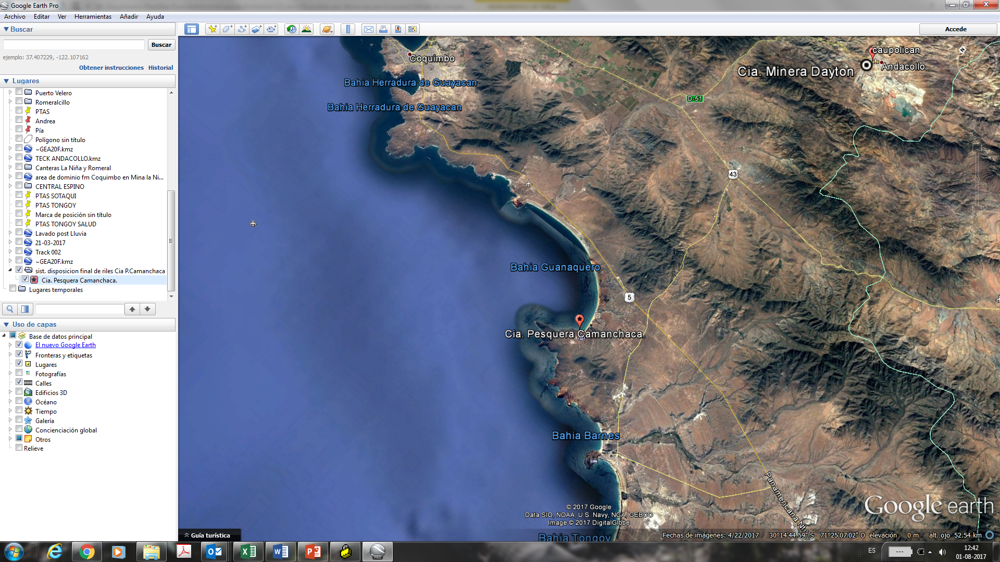 Google Earth Pro
Archivo Editar Ver Herramientas Añadir Ayuda
Buscar
Buscar
ejemplo: 37.407229, -122.107162
Obtener instrucciones Historial
Lugares
Puerto Velero
Romeralcillo
PTAS
Andrea
Pía
Polígono sin título
~GEA20F.kmz
TECK ANDACOLLO.kmz
Canteras La Niña y Romeral
area de dominio fm Coquimbo en Mina la Ni...
CENTRAL ESPINO
PTAS SOTAQUI
PTAS TONGOY
Marca de posición sin título
PTAS TONGOY SALUD
Lavado post Lluvia
21-03-2017
Track 002
~GEA20F.kmz
sist. disposicion final de riles Cia P.Camanchaca
Cia. Pesquera Camanchaca.
Lugares temporales
Uso de capas
Base de datos principal
El nuevo Google Earth
Fronteras y etiquetas
Lugares
Fotografías
Calles
Edificios 3D
Océano
Tiempo
Galería
Concienciación global
Otros
Relieve
Accede
Coquimbo
Bahia Herradura de Guayacan
Bahia Herradura de Guayacan
caupolican
Cia. Minera Dayton
Andacollo
D-51
43
Bahia Guanaquero
5
Cia. Pesquera Camanchaca.
Bahia Barnes
Panamericana Nte
© 2017 Google
Data SIO, NOAA, U.S. Navy, NGA, GEBCO
Image © 2017 DigitalGlobe
Bahia Tongoy
Google earth
Guía turística
Fechas de imágenes: 4/22/2017 30°14'44.59" S 71°25'07.02" O elevación 0 m alt. ojo 52.54 km
ES
12:42
01-08-2017